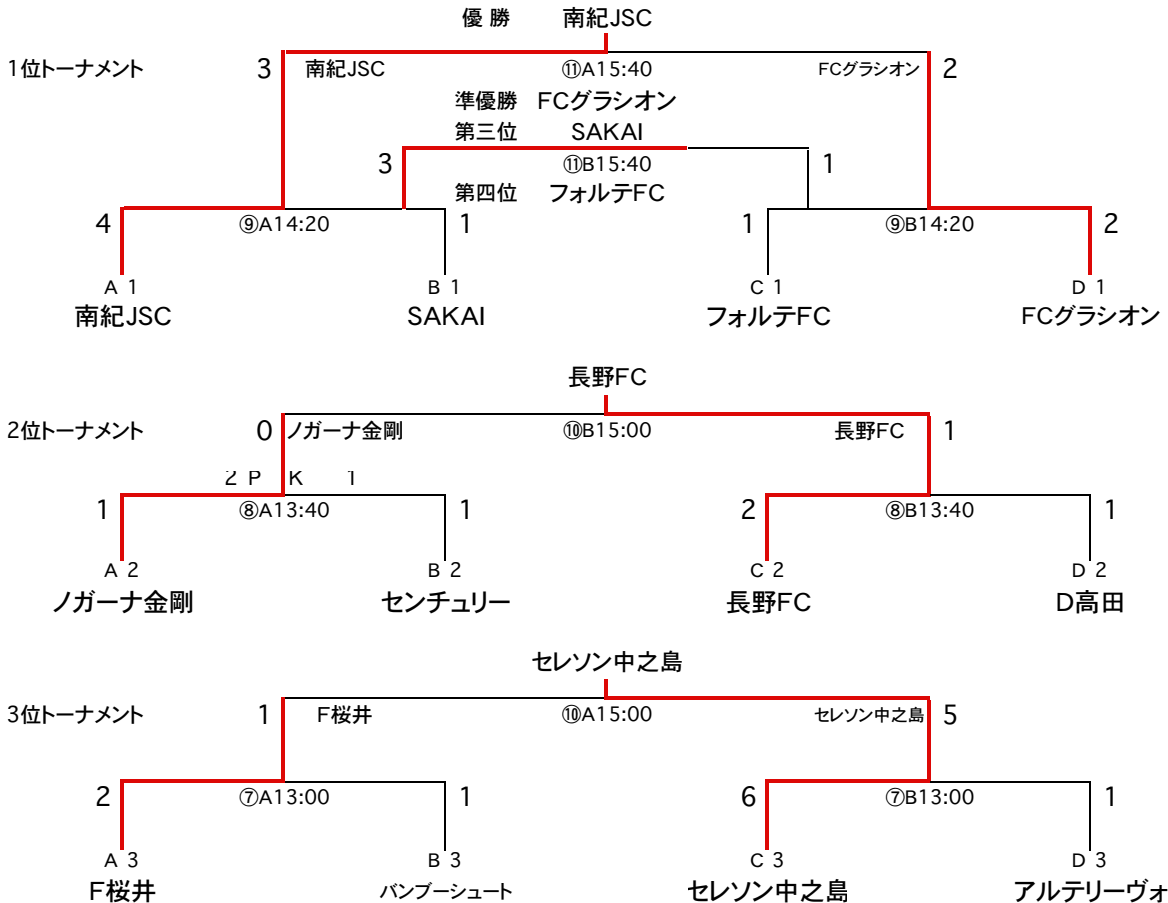 優 勝 南紀JSC
1位トーナメント 3 南紀JSC ⑪A15:40 FCグラシオン 2
準優勝 FCグラシオン
第三位 SAKAI
3 ⑪B15:40 1
第四位 フォルテFC
4 ⑨A14:20 1 1 ⑨B14:20 2
A 1 B 1 C 1 D 1
南紀JSC SAKAI フォルテFC FCグラシオン
長野FC
2位トーナメント 0 ノガーナ金剛 ⑩B15:00 長野FC 1
2 P K 1
1 ⑧A13:40 1 2 ⑧B13:40 1
A 2 B 2 C 2 D 2
ノガーナ金剛 センチュリー 長野FC D高田
セレソン中之島
3位トーナメント 1 F桜井 ⑩A15:00 セレソン中之島 5
2 ⑦A13:00 1 6 ⑦B13:00 1
A 3 B 3 C 3 D 3
F桜井 バンブーシュート セレソン中之島 アルテリーヴォ